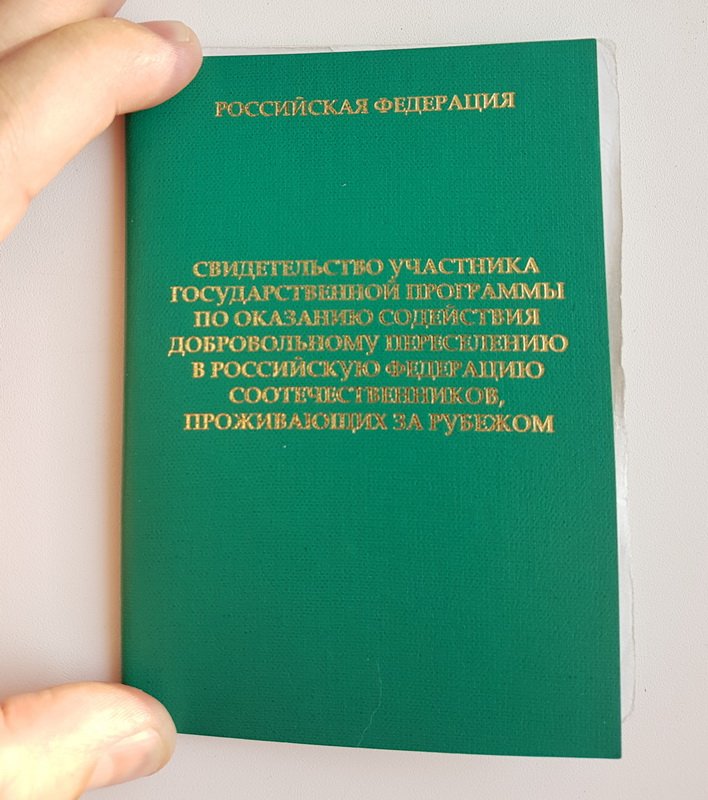 РОССИЙСКАЯ ФЕДЕРАЦИЯ
СВИДЕТЕЛЬСТВО УЧАСТНИКА
ГОСУДАРСТВЕННОЙ ПРОГРАММЫ
ПО ОКАЗАНИЮ СОДЕЙСТВИЯ
ДОБРОВОЛЬНОМУ ПЕРЕСЕЛЕНИЮ
В РОССИЙСКУЮ ФЕДЕРАЦИЮ
СООТЕЧЕСТВЕННИКОВ,
ПРОЖИВАЮЩИХ ЗА РУБЕЖОМ